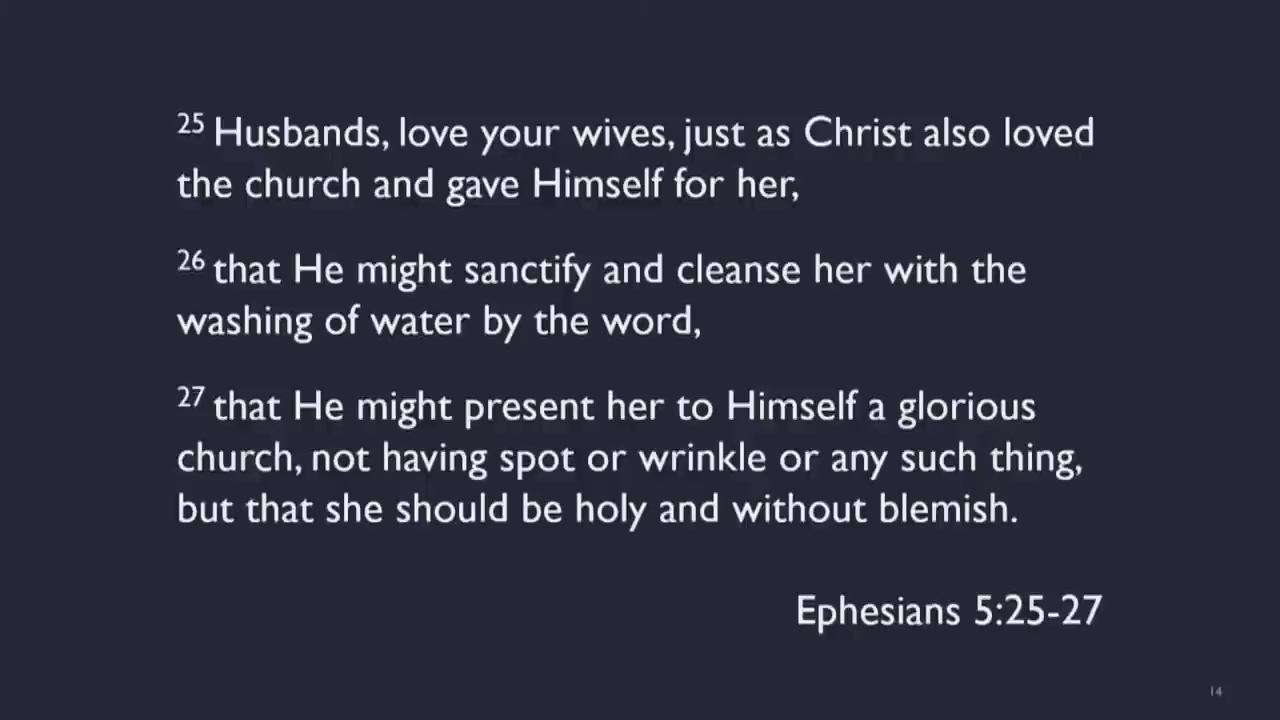 25 Husbands, love your wives, just as Christ also loved
the church and gave Himself for her,
26 that He might sanctify and cleanse her with the
washing of water by the word,
27 that He might present her to Himself a glorious
church, not having spot or wrinkle or any such thing,
but that she should be holy and without blemish.
Ephesians 5:25-27
14